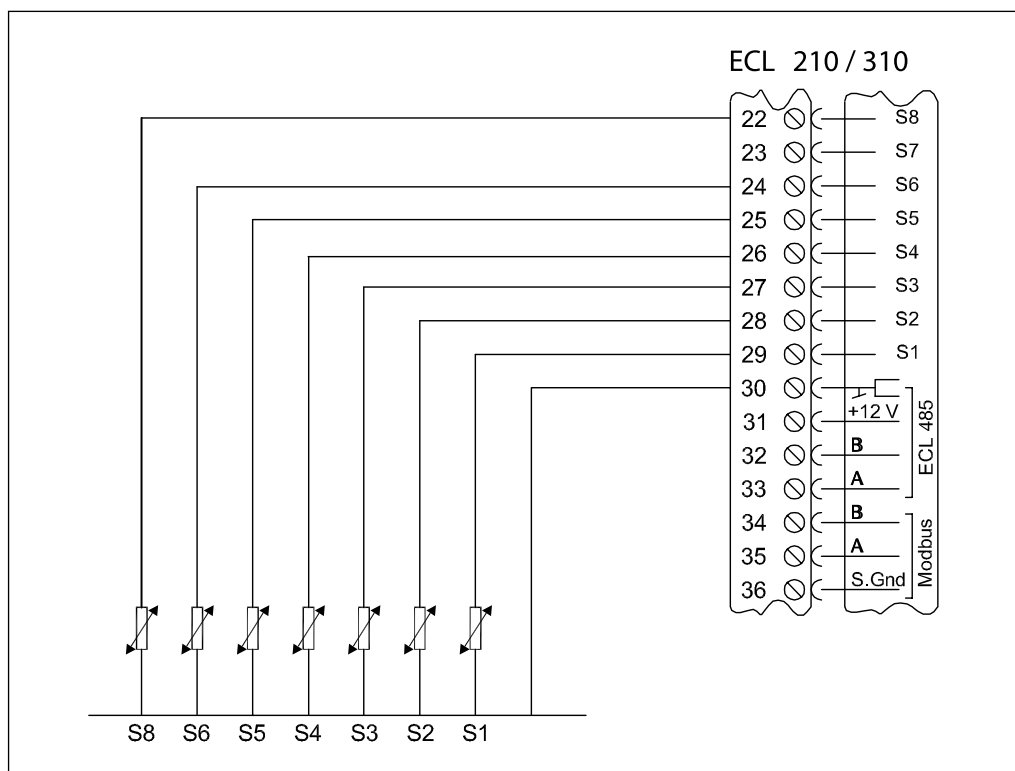 ECL 210 / 310
22 S8
23 S7
24 S6
25 S5
26 S4
27 S3
28 S2
29 S1
30
31 +12 V
32 B
33 A
ECL 485
34 B
35 A
36 S.Gnd
Modbus
S8 S6 S5 S4 S3 S2 S1